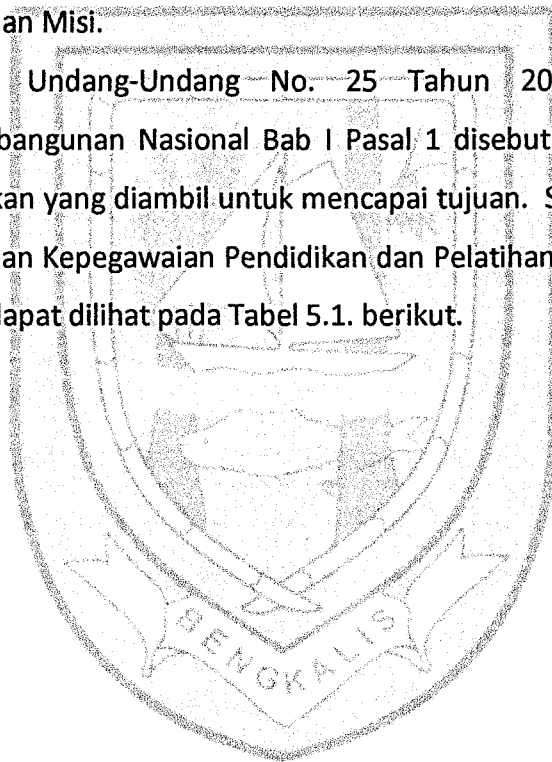 an Misi.
Undang-Undang No. 25 Tahun 20
bangunan Nasional Bab I Pasal 1 disebut
kan yang diambil untuk mencapai tujuan. S
an Kepegawaian Pendidikan dan Pelatihan
dapat dilihat pada Tabel 5.1. berikut.
BENGKALIS